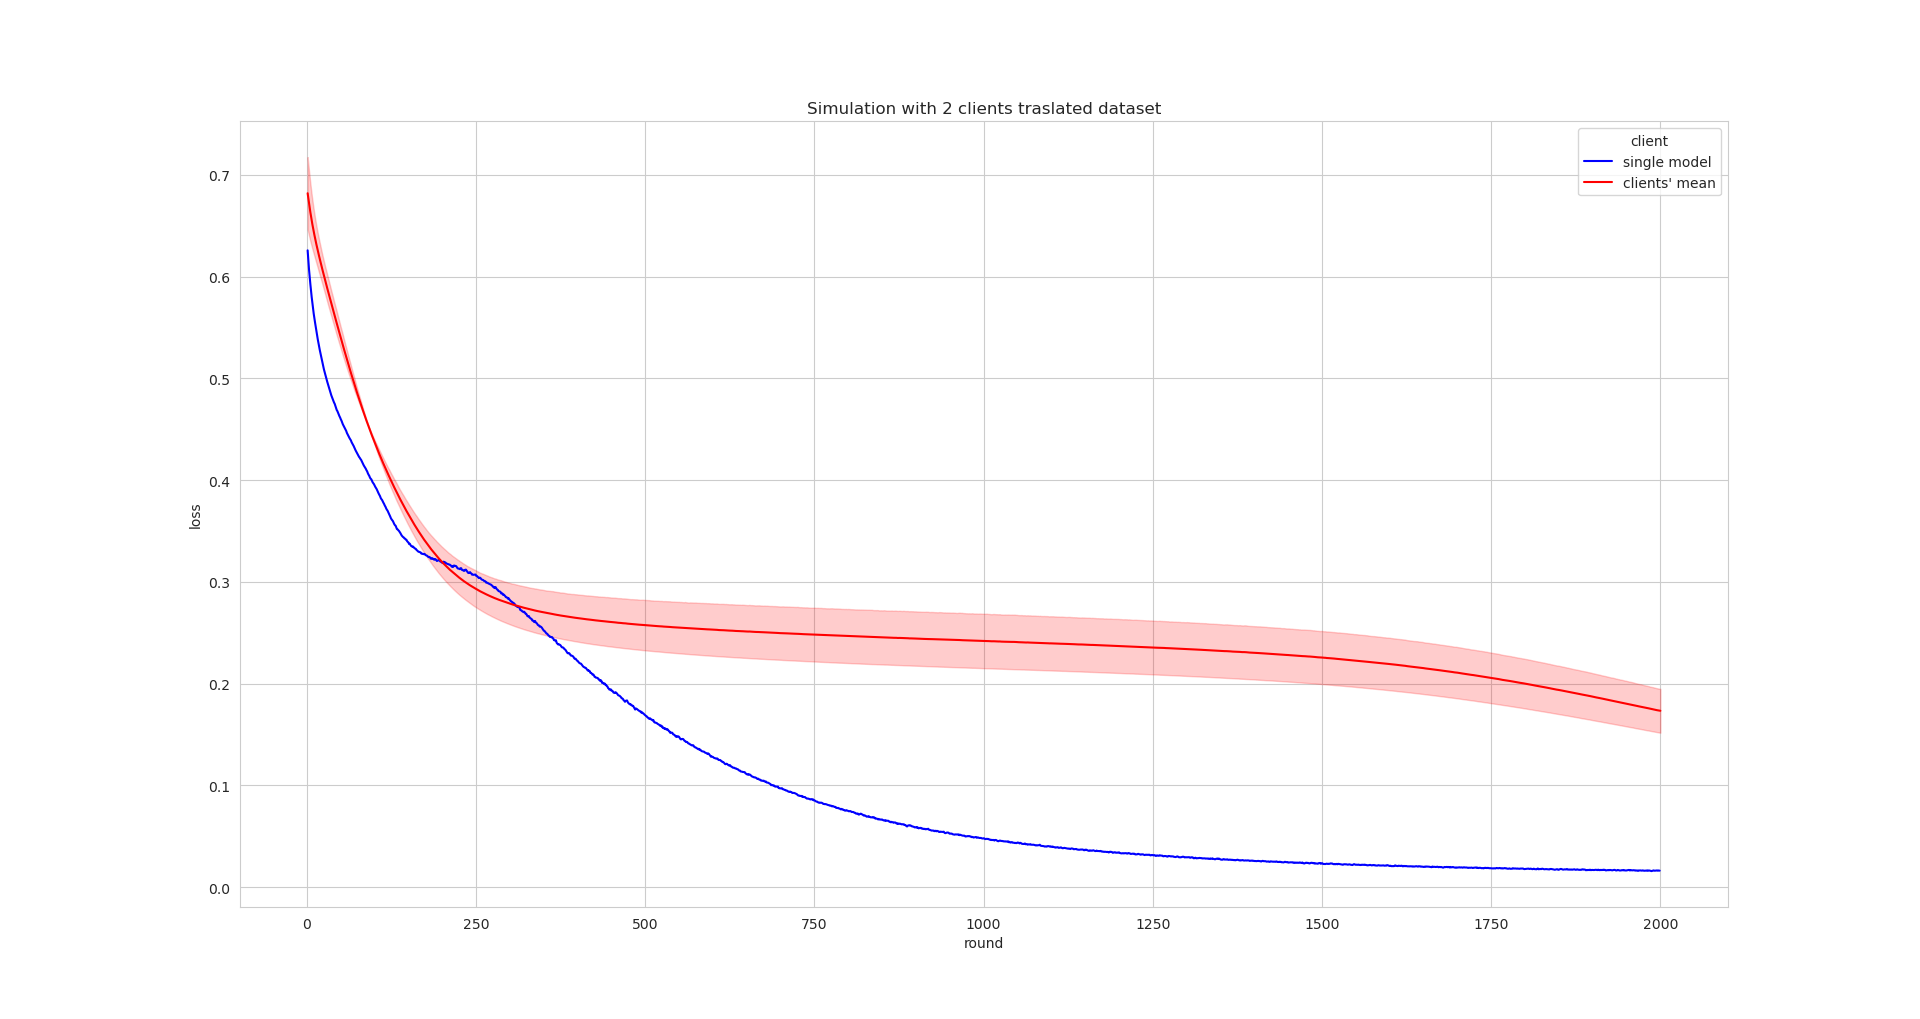 Simulation with 2 clients traslated dataset
client
single model
clients' mean
0.7
0.6
0.5
0.4
0.3
0.2
0.1
0.0
loss
0 250 500 750 1000 1250 1500 1750 2000
round